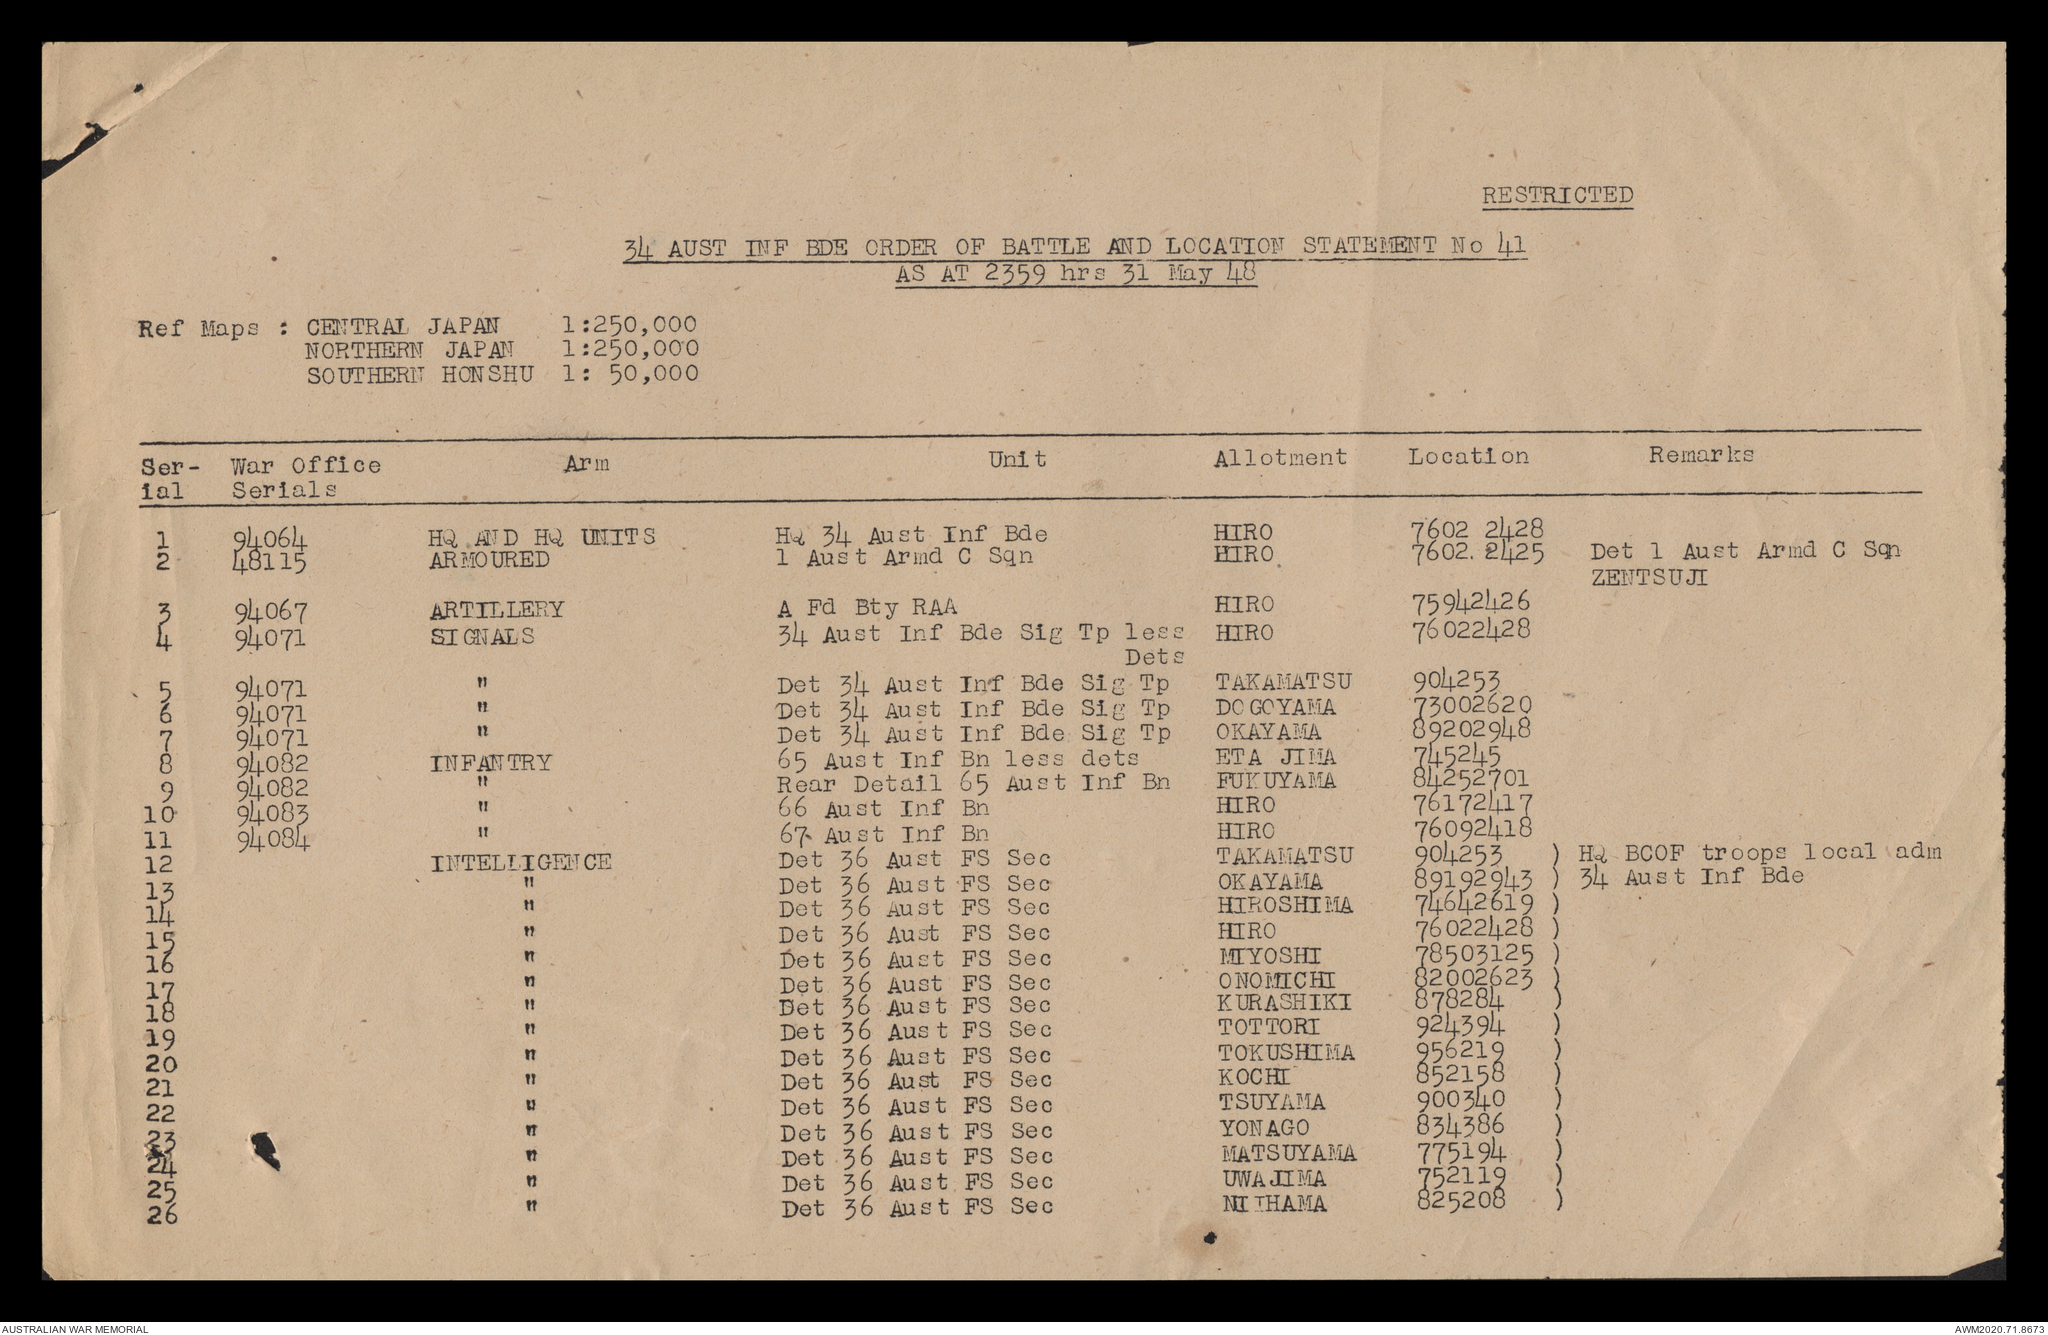 RESTRICTED
34 AUST INF BDE ORDER OF BATTLE AND LOCATION STATEMENT No 41
AS AT 2359 hrs 31 May 48
Ref Maps : CENTRAL JAPAN 1:250,000
NORTHERN JAPAN 1:250,000
SOUTHERN HONSHU 1: 50,000
Ser- War Office Arm Unit Allotment Location Remarks
ial Serials
1 94064 HQ AND HQ UNITS HQ 34 Aust Inf Bde HIRO 7602 2428
2 48115 ARMOURED 1 Aust Armd C Sqn HIRO 7602.2425 Det 1 Aust Armd C Sqn
ZENTSUJI
3 94067 ARTILLERY A Fd Bty RAA HIRO 75942426
4 94071 SIGNALS 34 Aust Inf Bde Sig Tp less HIRO 76022428
Dets
5 94071 " Det 34 Aust Inf Bde Sig Tp TAKAMATSU 904253
6 94071 " Det 34 Aust Inf Bde Sig Tp DOGOYAMA 73002620
7 94071 " Det 34 Aust Inf Bde Sig Tp OKAYAMA 89202948
8 94082 INFANTRY 65 Aust Inf Bn less dets ETA JIMA 745245
9 94082 " Rear Detail 65 Aust Inf Bn FUKUYAMA 84252701
10 94083 " 66 Aust Inf Bn HIRO 76172417
11 94084 " 67 Aust Inf Bn HIRO 76092418
12 INTELLIGENCE Det 36 Aust FS Sec TAKAMATSU 904253 ) HQ BCOF troops local adm
13 " Det 36 Aust FS Sec OKAYAMA 89192943 ) 34 Aust Inf Bde
14 " Det 36 Aust FS Sec HIROSHIMA 74642619 )
15 " Det 36 Aust FS Sec HIRO 76022428 )
16 " Det 36 Aust FS Sec MIYOSHI 78503125 )
17 " Det 36 Aust FS Sec ONOMICHI 82002623 )
18 " Det 36 Aust FS Sec KURASHIKI 878284 )
19 " Det 36 Aust FS Sec TOTTORI 924394 )
20 " Det 36 Aust FS Sec TOKUSHIMA 956219 )
21 " Det 36 Aust FS Sec KOCHI 852158 )
22 " Det 36 Aust FS Sec TSUYAMA 900340 )
23 " Det 36 Aust FS Sec YONAGO 834386 )
24 " Det 36 Aust FS Sec MATSUYAMA 775194 )
25 " Det 36 Aust FS Sec UWAJIMA 752119 )
26 " Det 36 Aust FS Sec NIIHAMA 825208 )
AUSTRALIAN WAR MEMORIAL AWM2020.71.8673